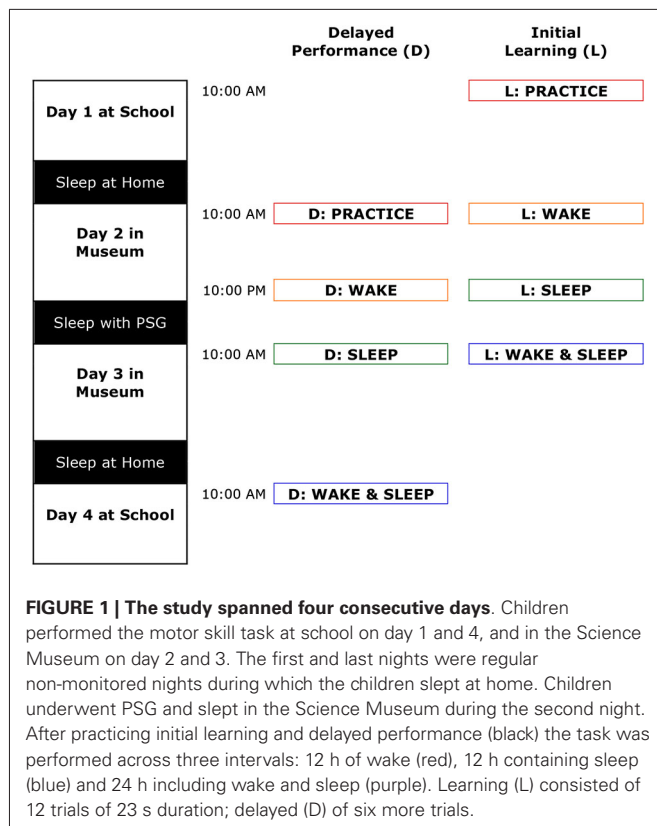 Delayed Performance (D)
Initial Learning (L)
10:00 AM
L: PRACTICE
Day 1 at School
Sleep at Home
10:00 AM
D: PRACTICE
L: WAKE
Day 2 in
Museum
10:00 PM
D: WAKE
L: SLEEP
Sleep with PSG
10:00 AM
D: SLEEP
L: WAKE & SLEEP
Day 3 in
Museum
Sleep at Home
10:00 AM
D: WAKE & SLEEP
Day 4 at School
FIGURE 1 | The study spanned four consecutive days. Children
performed the motor skill task at school on day 1 and 4, and in the Science
Museum on day 2 and 3. The first and last nights were regular
non-monitored nights during which the children slept at home. Children
underwent PSG and slept in the Science Museum during the second night.
After practicing initial learning and delayed performance (black) the task was
performed across three intervals: 12 h of wake (red), 12 h containing sleep
(blue) and 24 h including wake and sleep (purple). Learning (L) consisted of
12 trials of 23 s duration; delayed (D) of six more trials.